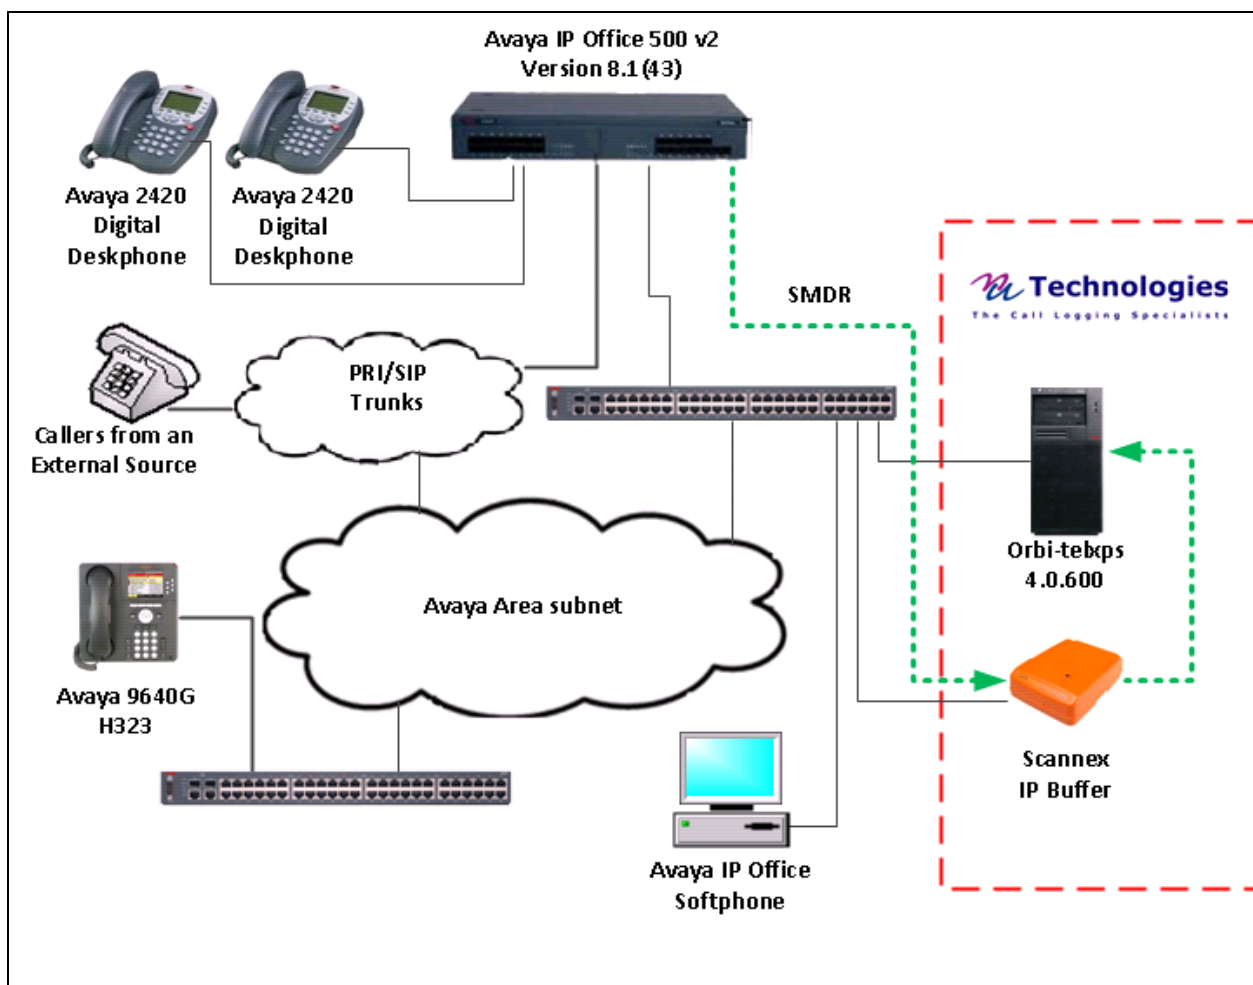 Avaya IP Office 500 v2
Version 8.1(43)
Avaya 2420
Digital
Deskphone
Avaya 2420
Digital
Deskphone
SMDR
nu Technologies
The Call Logging Specialists
PRI/SIP
Trunks
Callers from an
External Source
Orbi-telxps
4.0.600
Avaya Area subnet
Avaya 9640G
H323
Scannex
IP Buffer
Avaya IP Office
Softphone